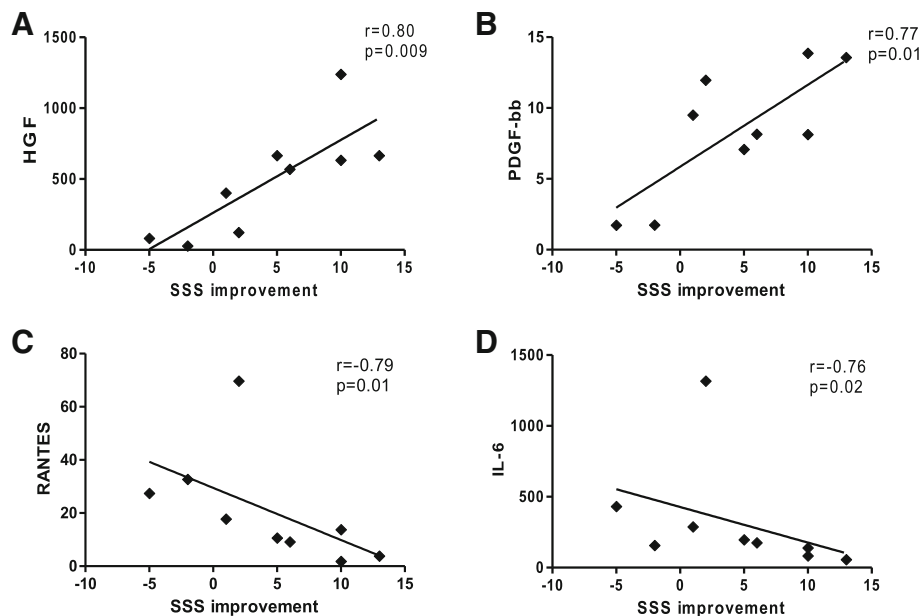 A
r=0.80
p=0.009
HGF
1500
1000
500
0
-10 -5 0 5 10 15
SSS improvement
B
r=0.77
p=0.01
PDGF-bb
15
10
5
0
-10 -5 0 5 10 15
SSS improvement
C
r=-0.79
p=0.01
RANTES
80
60
40
20
0
-10 -5 0 5 10 15
SSS improvement
D
r=-0.76
p=0.02
IL-6
1500
1000
500
0
-10 -5 0 5 10 15
SSS improvement